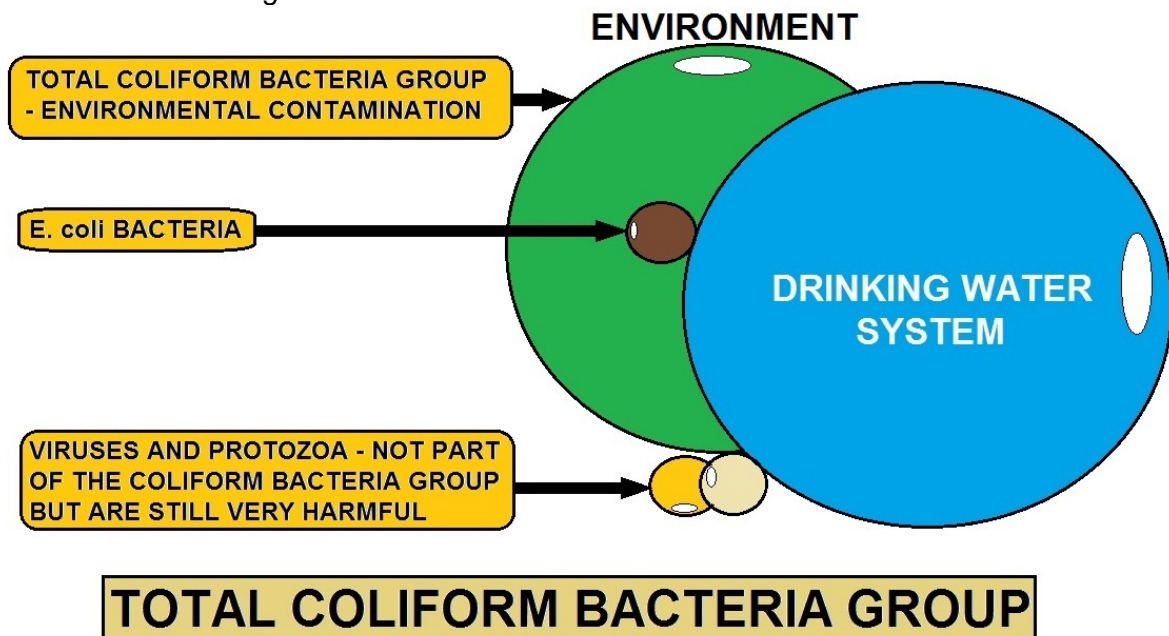 ENVIRONMENT
TOTAL COLIFORM BACTERIA GROUP
- ENVIRONMENTAL CONTAMINATION
E. coli BACTERIA
DRINKING WATER
SYSTEM
VIRUSES AND PROTOZOA - NOT PART
OF THE COLIFORM BACTERIA GROUP
BUT ARE STILL VERY HARMFUL
TOTAL COLIFORM BACTERIA GROUP